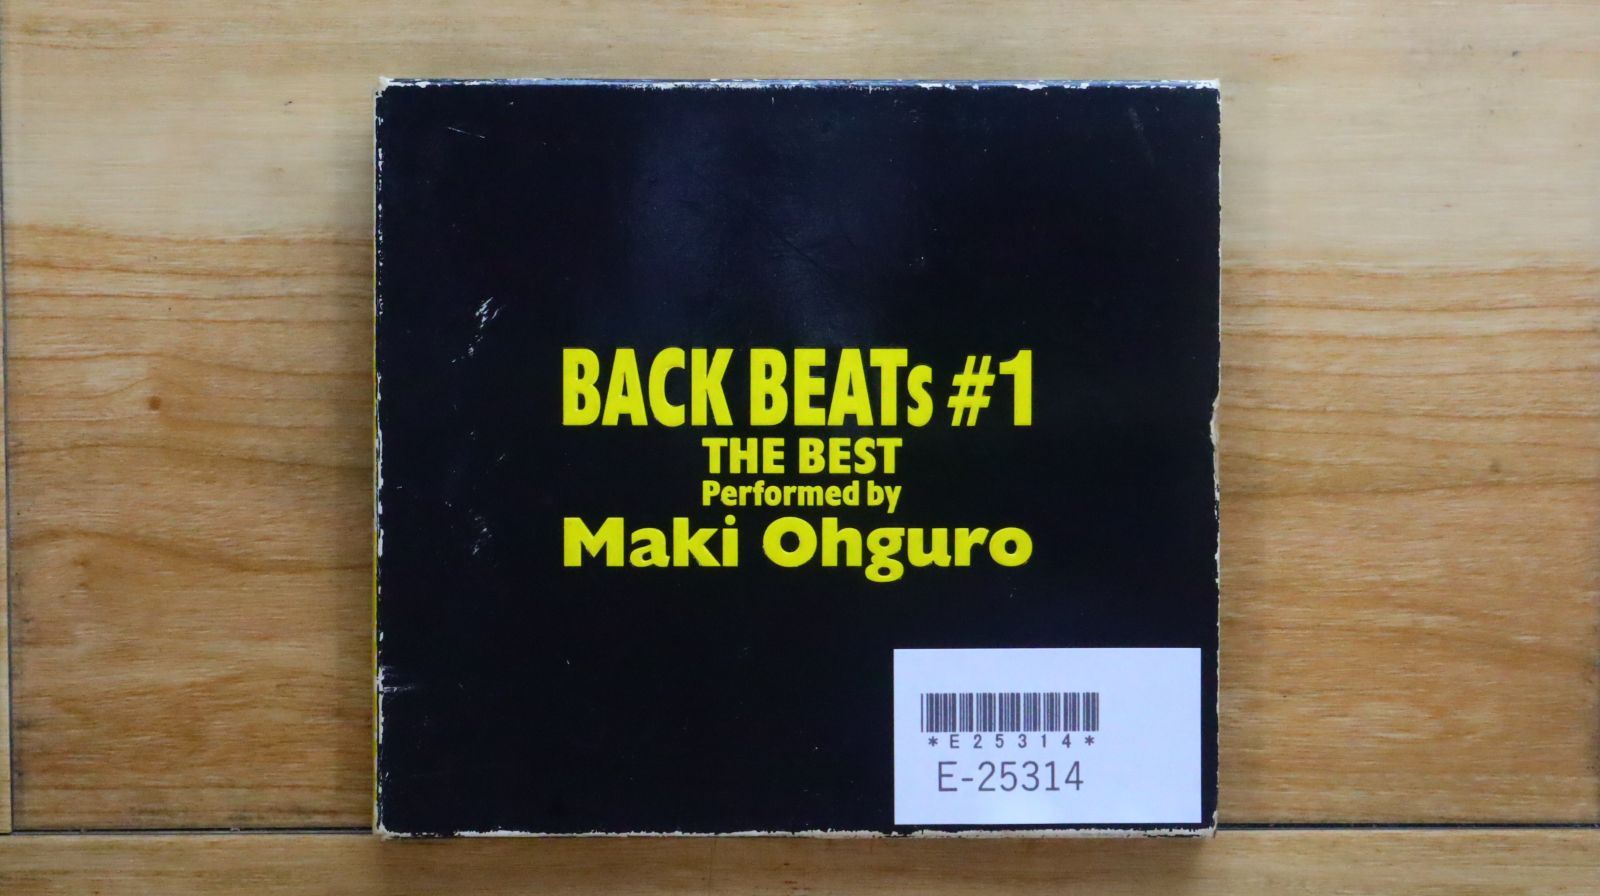 BACK BEATs #1
THE BEST
Performed by
Maki Ohguro
*E25314*
E-25314